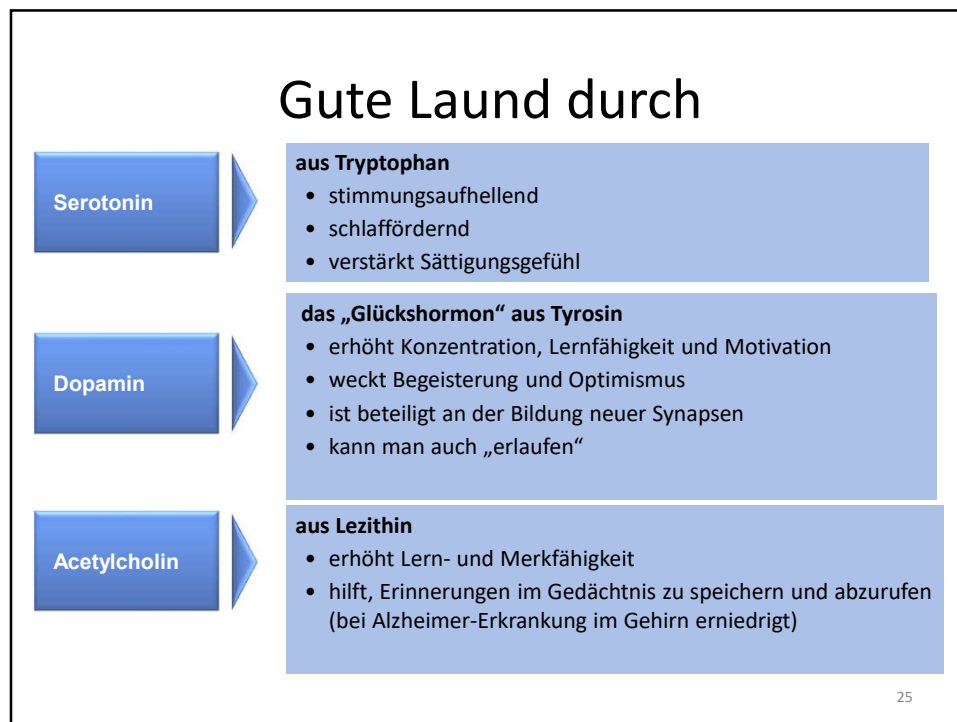 Gute Laund durch
Serotonin
aus Tryptophan
• stimmungsaufhellend
• schlaffördernd
• verstärkt Sättigungsgefühl
Dopamin
das „Glückshormon“ aus Tyrosin
• erhöht Konzentration, Lernfähigkeit und Motivation
• weckt Begeisterung und Optimismus
• ist beteiligt an der Bildung neuer Synapsen
• kann man auch „erlaufen“
Acetylcholin
aus Lezithin
• erhöht Lern- und Merkfähigkeit
• hilft, Erinnerungen im Gedächtnis zu speichern und abzurufen
(bei Alzheimer-Erkrankung im Gehirn erniedrigt)
25